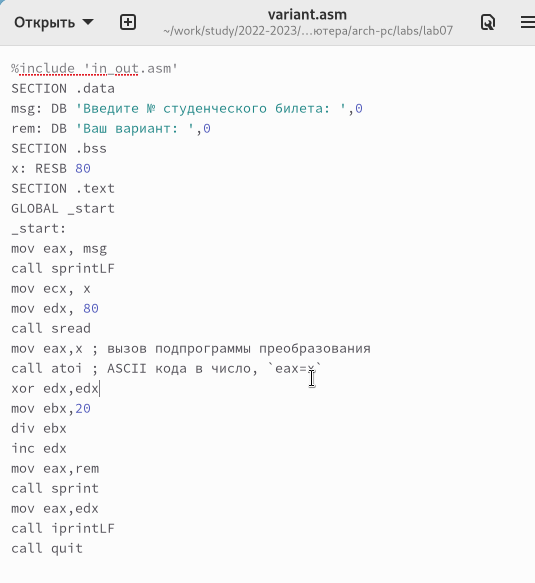 Открыть
variant.asm
~/work/study/2022-2023/…ютера/arch-pc/labs/lab07
%include 'in_out.asm'
SECTION .data
msg: DB 'Введите № студенческого билета: ',0
rem: DB 'Ваш вариант: ',0
SECTION .bss
x: RESB 80
SECTION .text
GLOBAL _start
_start:
mov eax, msg
call sprintLF
mov ecx, x
mov edx, 80
call sread
mov eax,x ; вызов подпрограммы преобразования
call atoi ; ASCII кода в число, `eax=x`
xor edx,edx
mov ebx,20
div ebx
inc edx
mov eax,rem
call sprint
mov eax,edx
call iprintLF
call quit